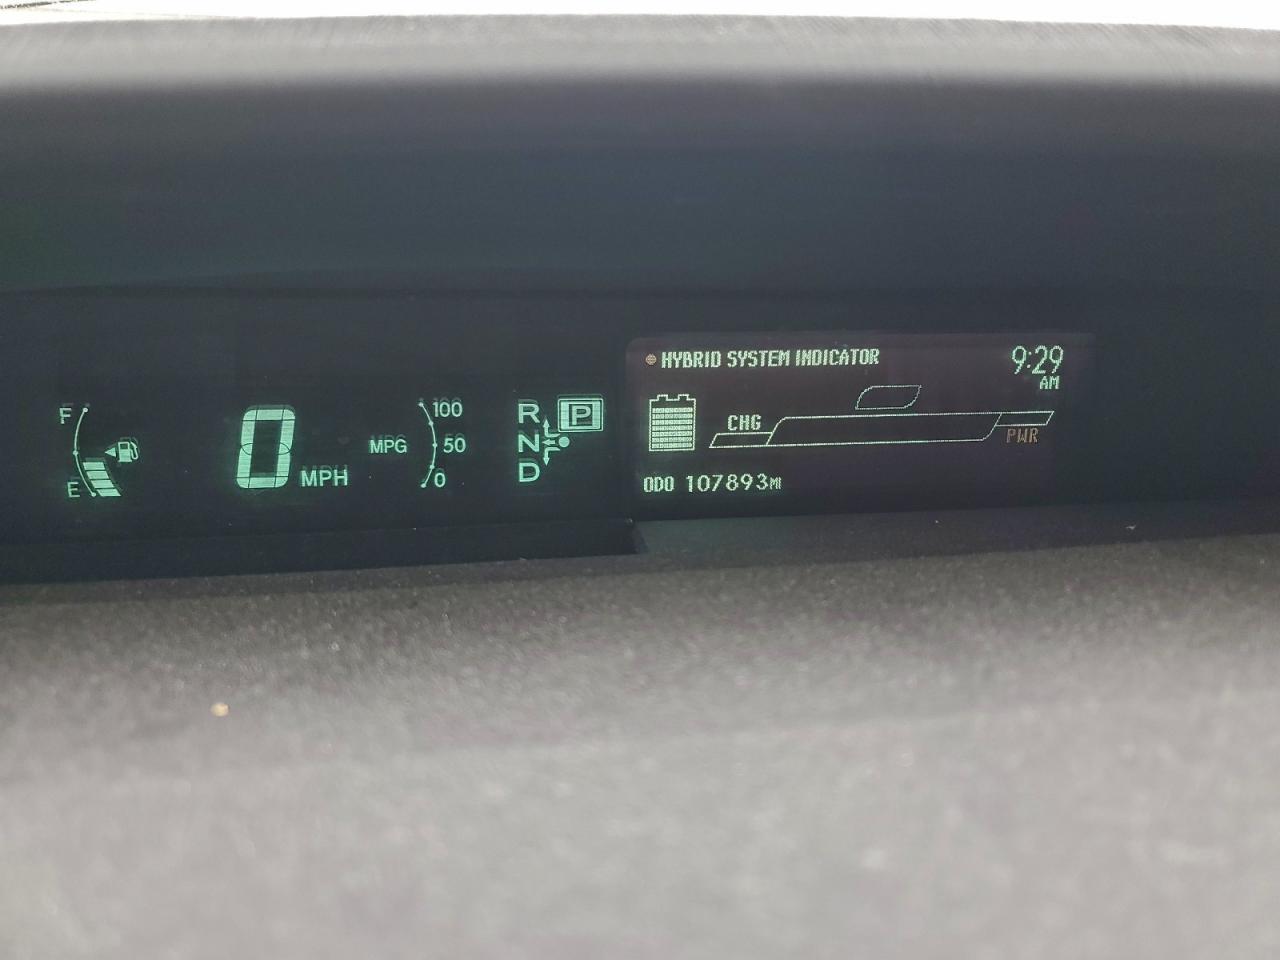 F
E
0 MPH
MPG
100
50
0
R
P
N
D
HYBRID SYSTEM INDICATOR
9:29
AM
CHG
PWR
ODO 107893MI